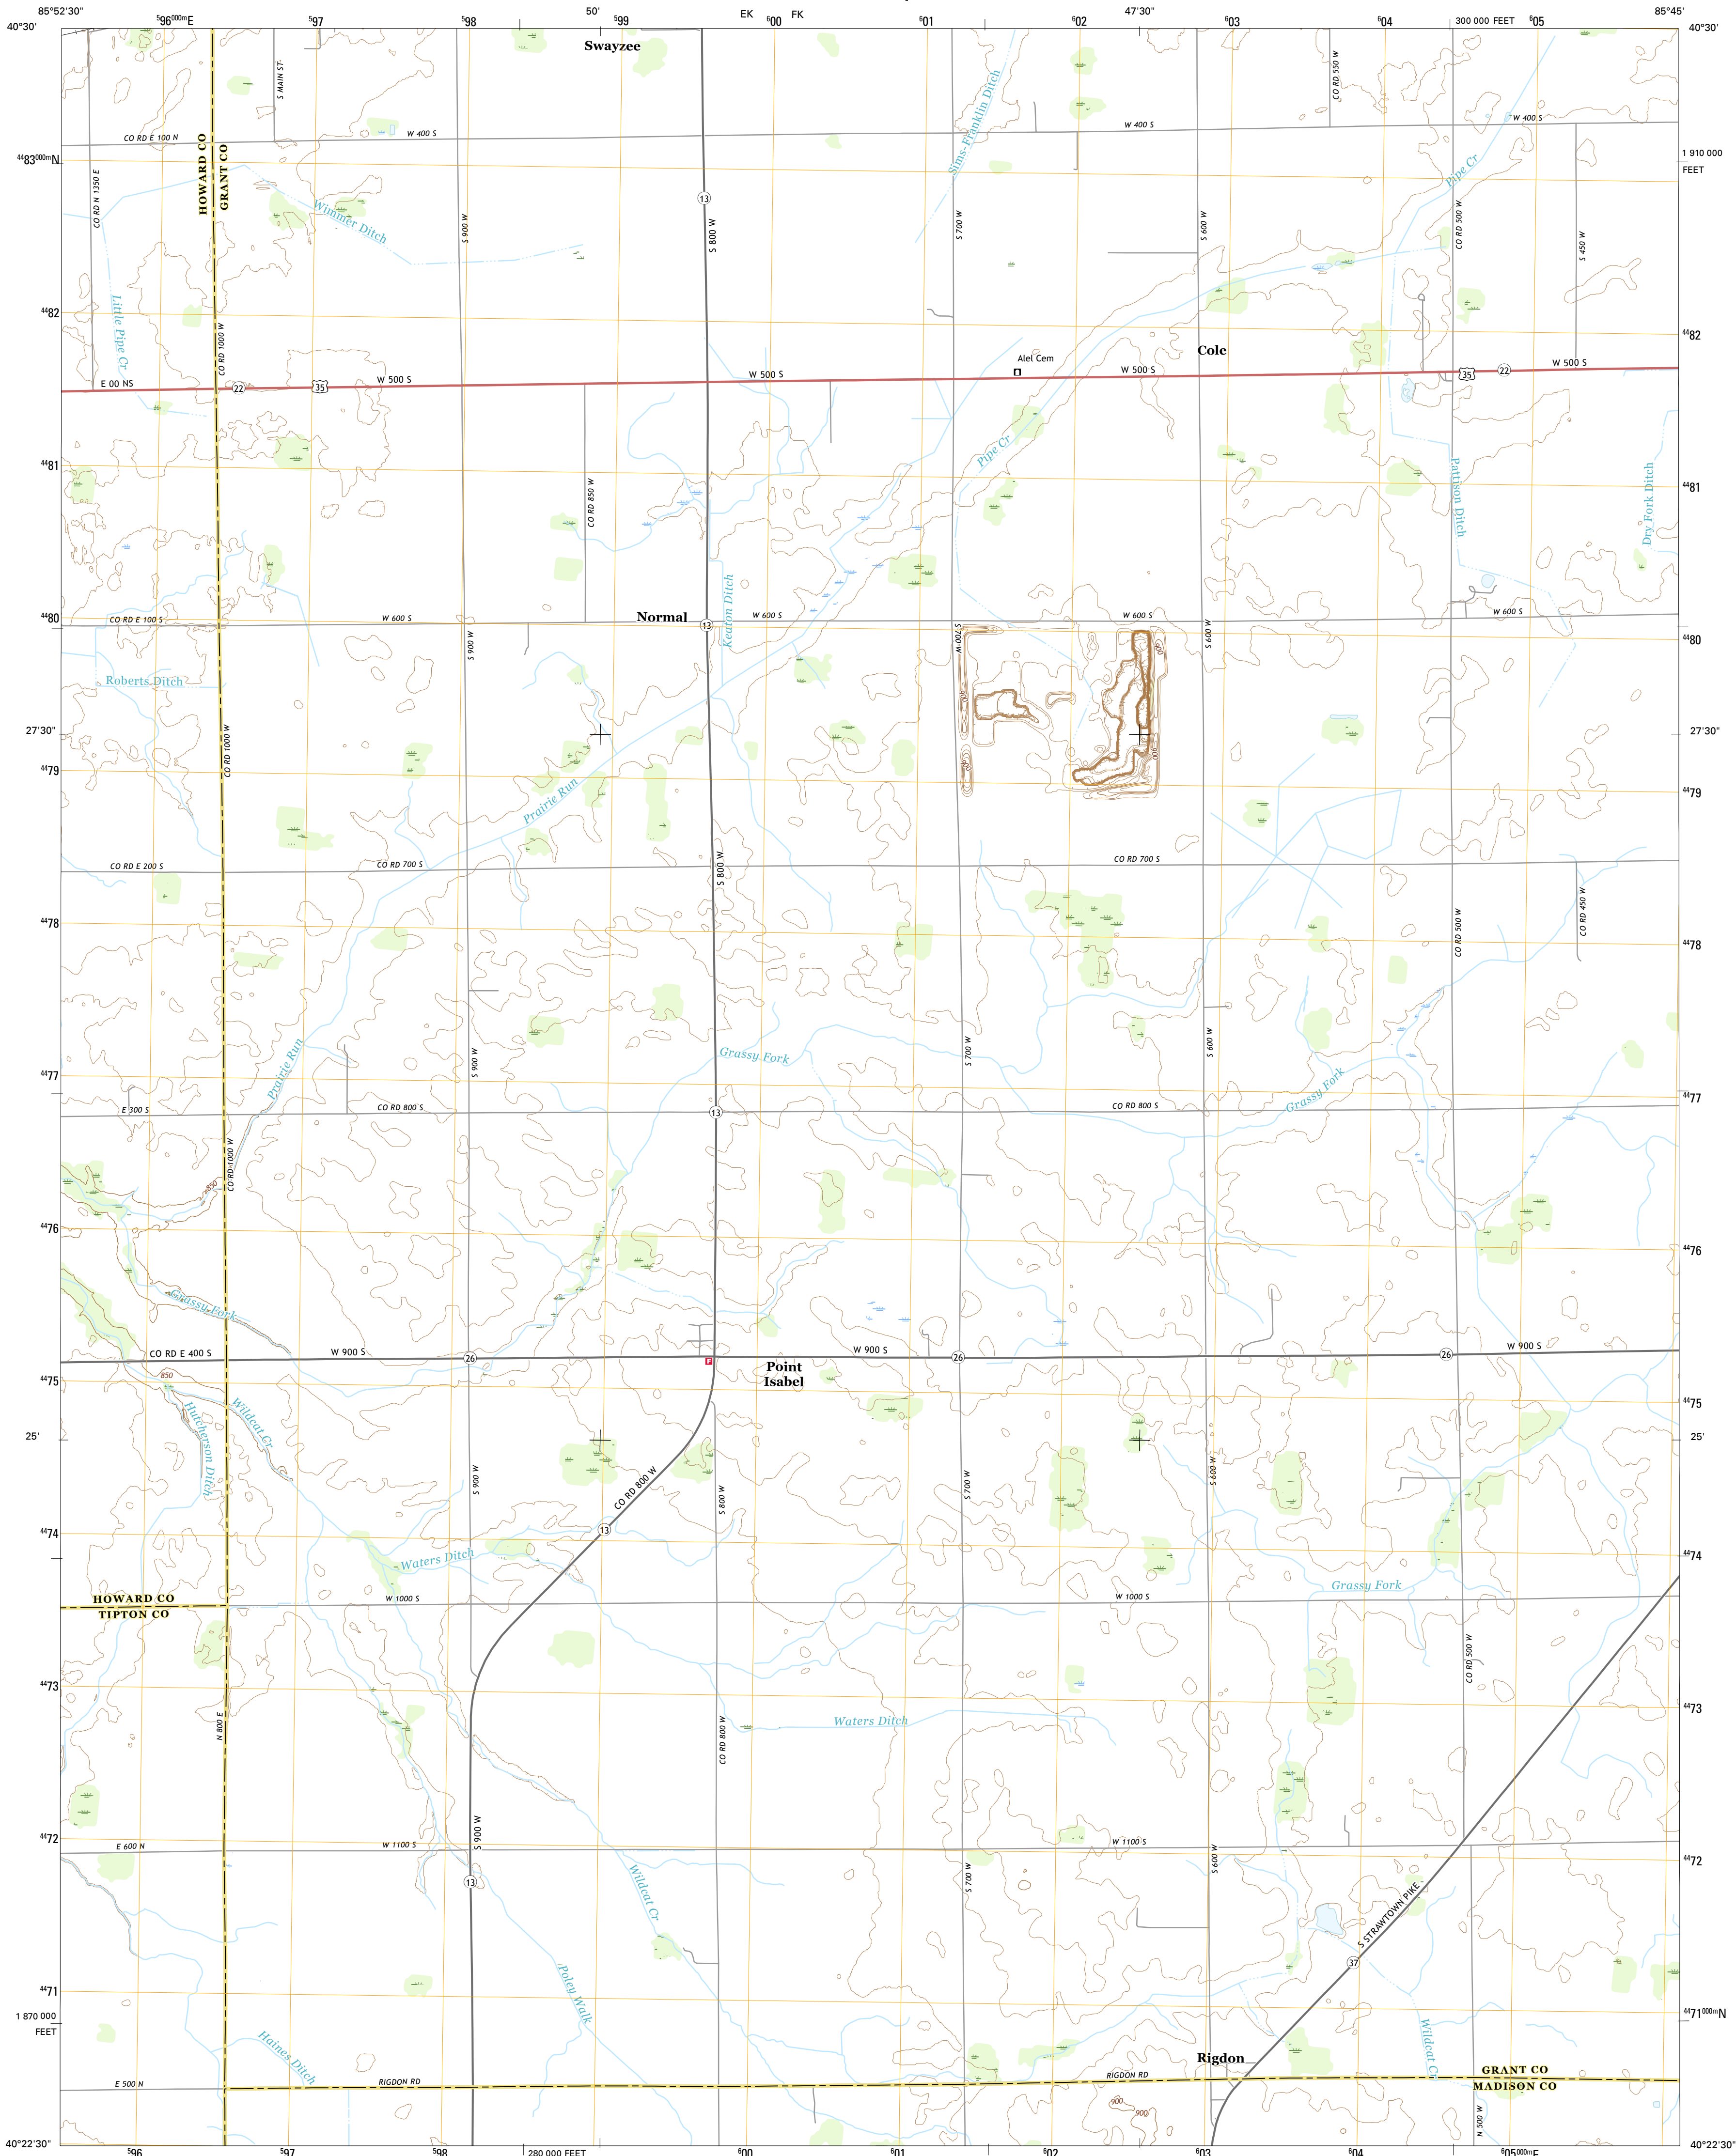 85°52'30"
⁵96⁰⁰⁰ᵐE
⁵97
⁵98
50'
⁵99
EK
⁶00
FK
⁶01
⁶02
47'30"
⁶03
⁶04
300 000 FEET
⁶05
85°45'
40°30'
40°30'
Swayzee
S MAIN ST
CO RD 550 W
Sims-Franklin Ditch
CO RD E 100 N
W 400 S
W 400 S
W 400 S
⁴⁴83⁰⁰⁰ᵐN
1 910 000
FEET
HOWARD CO
GRANT CO
CO RD N 1350 E
Pipe Cr
13
Wimmer Ditch
S 900 W
S 800 W
S 700 W
S 600 W
CO RD 500 W
S 450 W
Little Pipe Cr
⁴⁴82
⁴⁴82
CO RD 1000 W
Cole
Alel Cem
E 00 NS
22
35
W 500 S
W 500 S
W 500 S
35
22
W 500 S
Pipe Cr
⁴⁴81
⁴⁴81
CO RD 850 W
Pattison Ditch
Dry Fork Ditch
Keaton Ditch
⁴⁴80
CO RD E 100 S
W 600 S
Normal
13
W 600 S
W 600 S
W 600 S
⁴⁴80
S 900 W
S 700 W
S 600 W
900
900
900
900
Roberts Ditch
27'30"
27'30"
CO RD 1000 W
⁴⁴79
⁴⁴79
Prairie Run
CO RD E 200 S
CO RD 700 S
S 800 W
CO RD 700 S
CO RD 450 W
⁴⁴78
CO RD 500 W
⁴⁴78
Prairie Run
S 900 W
Grassy Fork
S 700 W
S 600 W
Grassy Fork
⁴⁴77
⁴⁴77
E 300 S
CO RD 800 S
13
CO RD 800 S
CO RD 1000 W
850
⁴⁴76
⁴⁴76
Grassy Fork
CO RD E 400 S
W 900 S
26
F
W 900 S
26
26
W 900 S
Point
Isabel
850
⁴⁴75
⁴⁴75
Hutcherson Ditch
Wildcat Cr
25'
25'
S 900 W
CO RD 800 W
S 800 W
S 700 W
S 600 W
⁴⁴74
13
⁴⁴74
Waters Ditch
Grassy Fork
HOWARD CO
TIPTON CO
W 1000 S
W 1000 S
CO RD 500 W
⁴⁴73
⁴⁴73
N 800 E
CO RD 800 W
Waters Ditch
⁴⁴72
E 600 N
W 1100 S
S 900 W
W 1100 S
⁴⁴72
13
Wildcat Cr
S 700 W
S 600 W
S STRAWTOWN PIKE
37
⁴⁴71
⁴⁴71⁰⁰⁰ᵐN
1 870 000
FEET
Poley Walk
Haines Ditch
Wildcat Cr
Rigdon
E 500 N
RIGDON RD
RIGDON RD
GRANT CO
MADISON CO
900
900
N 500 W
40°22'30"
40°22'30"
⁵96
⁵97
⁵98
280 000 FEET
⁶00
⁶01
⁶02
⁶03
⁶04
⁶05⁰⁰⁰ᵐE